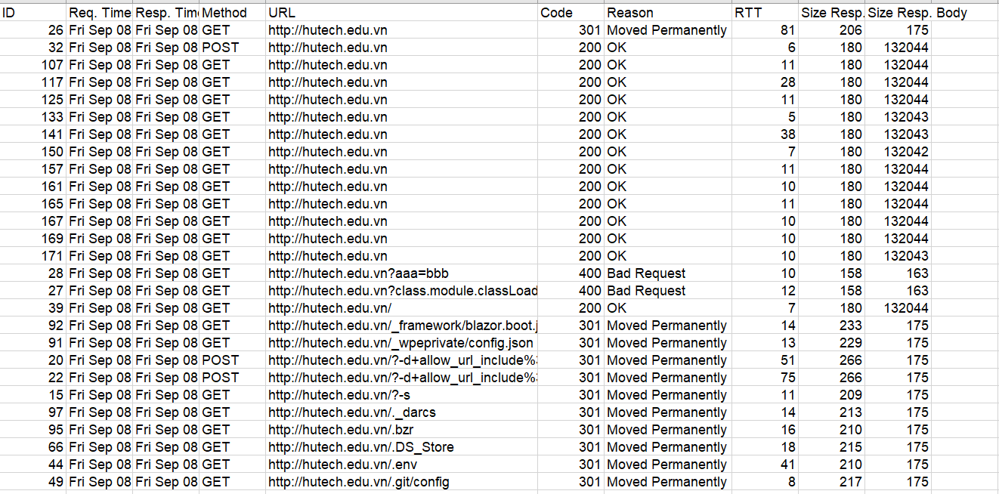 ID Req. Time Resp. Time Method URL Code Reason RTT Size Resp. Size Resp. Body
26 Fri Sep 08 Fri Sep 08 GET http://hutech.edu.vn 301 Moved Permanently 81 206 175
32 Fri Sep 08 Fri Sep 08 POST http://hutech.edu.vn 200 OK 6 180 132044
107 Fri Sep 08 Fri Sep 08 GET http://hutech.edu.vn 200 OK 11 180 132044
117 Fri Sep 08 Fri Sep 08 GET http://hutech.edu.vn 200 OK 28 180 132044
125 Fri Sep 08 Fri Sep 08 GET http://hutech.edu.vn 200 OK 11 180 132044
133 Fri Sep 08 Fri Sep 08 GET http://hutech.edu.vn 200 OK 5 180 132043
141 Fri Sep 08 Fri Sep 08 GET http://hutech.edu.vn 200 OK 38 180 132043
150 Fri Sep 08 Fri Sep 08 GET http://hutech.edu.vn 200 OK 7 180 132042
157 Fri Sep 08 Fri Sep 08 GET http://hutech.edu.vn 200 OK 11 180 132044
161 Fri Sep 08 Fri Sep 08 GET http://hutech.edu.vn 200 OK 10 180 132044
165 Fri Sep 08 Fri Sep 08 GET http://hutech.edu.vn 200 OK 11 180 132044
167 Fri Sep 08 Fri Sep 08 GET http://hutech.edu.vn 200 OK 10 180 132044
169 Fri Sep 08 Fri Sep 08 GET http://hutech.edu.vn 200 OK 10 180 132044
171 Fri Sep 08 Fri Sep 08 GET http://hutech.edu.vn 200 OK 10 180 132043
28 Fri Sep 08 Fri Sep 08 GET http://hutech.edu.vn?aaa=bbb 400 Bad Request 10 158 163
27 Fri Sep 08 Fri Sep 08 GET http://hutech.edu.vn?class.module.classLoad 400 Bad Request 12 158 163
39 Fri Sep 08 Fri Sep 08 GET http://hutech.edu.vn/ 200 OK 7 180 132044
92 Fri Sep 08 Fri Sep 08 GET http://hutech.edu.vn/_framework/blazor.boot.j 301 Moved Permanently 14 233 175
91 Fri Sep 08 Fri Sep 08 GET http://hutech.edu.vn/_wpeprivate/config.json 301 Moved Permanently 13 229 175
20 Fri Sep 08 Fri Sep 08 POST http://hutech.edu.vn/?-d+allow_url_include%3 301 Moved Permanently 51 266 175
22 Fri Sep 08 Fri Sep 08 POST http://hutech.edu.vn/?-d+allow_url_include%3 301 Moved Permanently 75 266 175
15 Fri Sep 08 Fri Sep 08 GET http://hutech.edu.vn/?-s 301 Moved Permanently 11 209 175
97 Fri Sep 08 Fri Sep 08 GET http://hutech.edu.vn/._darcs 301 Moved Permanently 14 213 175
95 Fri Sep 08 Fri Sep 08 GET http://hutech.edu.vn/.bzr 301 Moved Permanently 16 210 175
66 Fri Sep 08 Fri Sep 08 GET http://hutech.edu.vn/.DS_Store 301 Moved Permanently 18 215 175
44 Fri Sep 08 Fri Sep 08 GET http://hutech.edu.vn/.env 301 Moved Permanently 41 210 175
49 Fri Sep 08 Fri Sep 08 GET http://hutech.edu.vn/.git/config 301 Moved Permanently 8 217 175